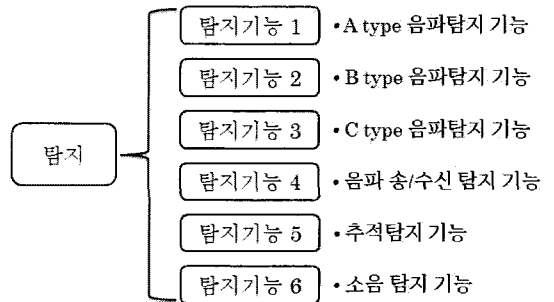 탐지기능 1 • A type 음파탐지 기능
탐지기능 2 • B type 음파탐지 기능
탐지기능 3 • C type 음파탐지 기능
탐지
탐지기능 4 • 음파 송/수신 탐지 기능
탐지기능 5 • 추적탐지 기능
탐지기능 6 • 소음 탐지 기능